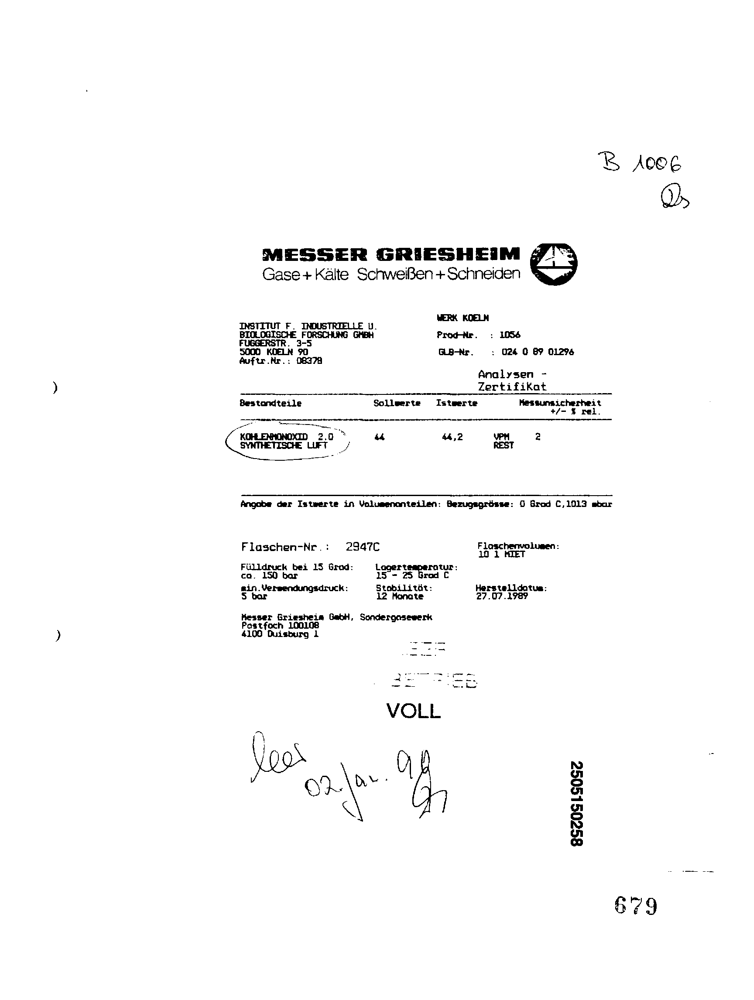 B 1006
MESSER GRIESHEIM
Gase + Kälte Schweißen + Schneiden
INSTITUT F. INDUSTRIELLE U.
BIOLOGISCHE FORSCHUNG GMBH
FUGGERSTR. 3-5
5000 KOELN 90
Auftr.Nr.: 08378
WERK KOELN
Prod-Nr. : 1056
GLB-Nr. : 024 0 89 01296
Analysen -
Zertifikat
Bestandteile Sollwerte Istwerte Messunsicherheit
+/- % rel.
KOHLENMONOXID 2.0 44 44,2 VPM 2
SYNTHETISCHE LUFT REST
Angabe der Istwerte in Volumenanteilen: Bezugsgrösse: 0 Grad C,1013 mbar
Flaschen-Nr.: 2947C Flaschenvolumen:
10 l MIET
Fülldruck bei 15 Grad: Lagertemperatur:
ca. 150 bar 15 - 25 Grad C
min.Verwendungsdruck: Stabilität: Herstelldatum:
5 bar 12 Monate 27.07.1989
Messer Griesheim GmbH, Sondergasewerk
Postfach 100108
4100 Duisburg 1
BETRIEB
VOLL
leer
02. Jan. 90
2505150258
679